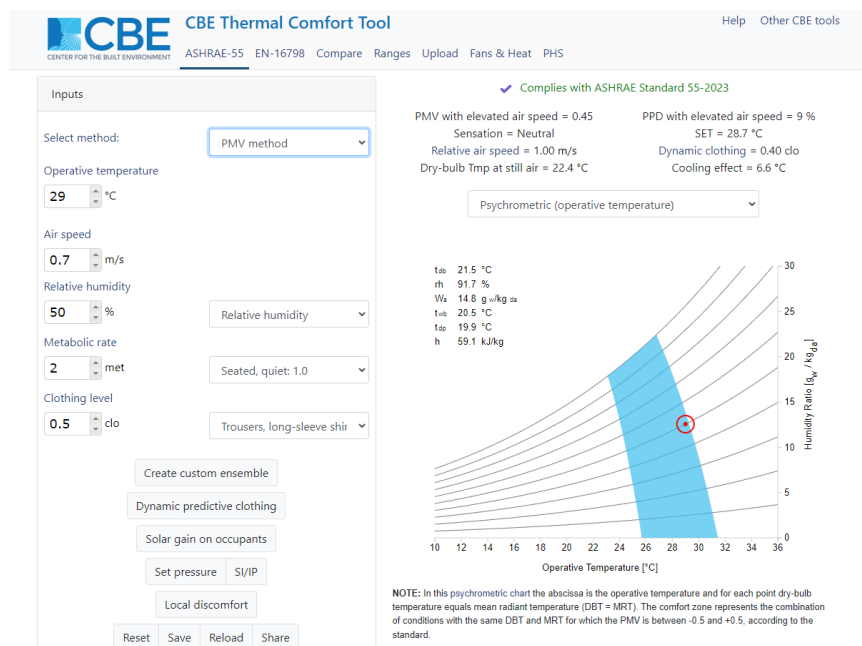 CBE
CENTER FOR THE BUILT ENVIRONMENT
CBE Thermal Comfort Tool
Help Other CBE tools
ASHRAE-55 EN-16798 Compare Ranges Upload Fans & Heat PHS
Inputs
Select method:
PMV method
Operative temperature
29 °C
Air speed
0.7 m/s
Relative humidity
50 %
Relative humidity
Metabolic rate
2 met
Seated, quiet: 1.0
Clothing level
0.5 clo
Trousers, long-sleeve shir
Create custom ensemble
Dynamic predictive clothing
Solar gain on occupants
Set pressure SI/IP
Local discomfort
Reset Save Reload Share
Complies with ASHRAE Standard 55-2023
PMV with elevated air speed = 0.45
PPD with elevated air speed = 9 %
Sensation = Neutral
SET = 28.7 °C
Relative air speed = 1.00 m/s
Dynamic clothing = 0.40 clo
Dry-bulb Tmp at still air = 22.4 °C
Cooling effect = 6.6 °C
Psychrometric (operative temperature)
tdb 21.5 °C
rh 91.7 %
Wa 14.8 g w/kg da
twb 20.5 °C
tdp 19.9 °C
h 59.1 kJ/kg
30
25
20
15
10
5
0
Humidity Ratio [gw / kgda]
10 12 14 16 18 20 22 24 26 28 30 32 34 36
Operative Temperature [°C]
NOTE: In this psychrometric chart the abscissa is the operative temperature and for each point dry-bulb
temperature equals mean radiant temperature (DBT = MRT). The comfort zone represents the combination
of conditions with the same DBT and MRT for which the PMV is between -0.5 and +0.5, according to the
standard.